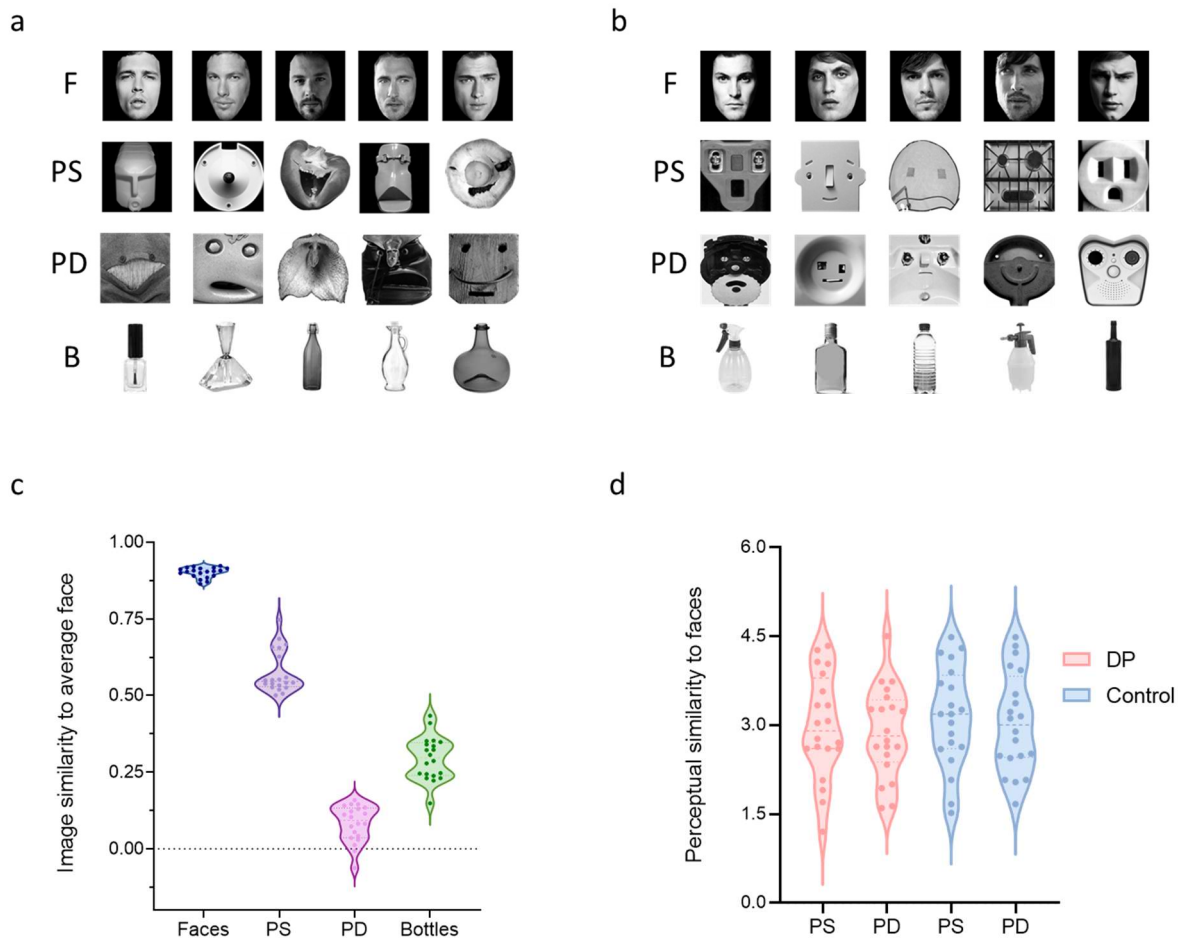 a
F
PS
PD
B
b
F
PS
PD
B
c
Image similarity to average face
1.00
0.75
0.50
0.25
0.00
Faces PS PD Bottles
d
Perceptual similarity to faces
6.0
4.5
3.0
1.5
0.0
PS PD PS PD
DP
Control